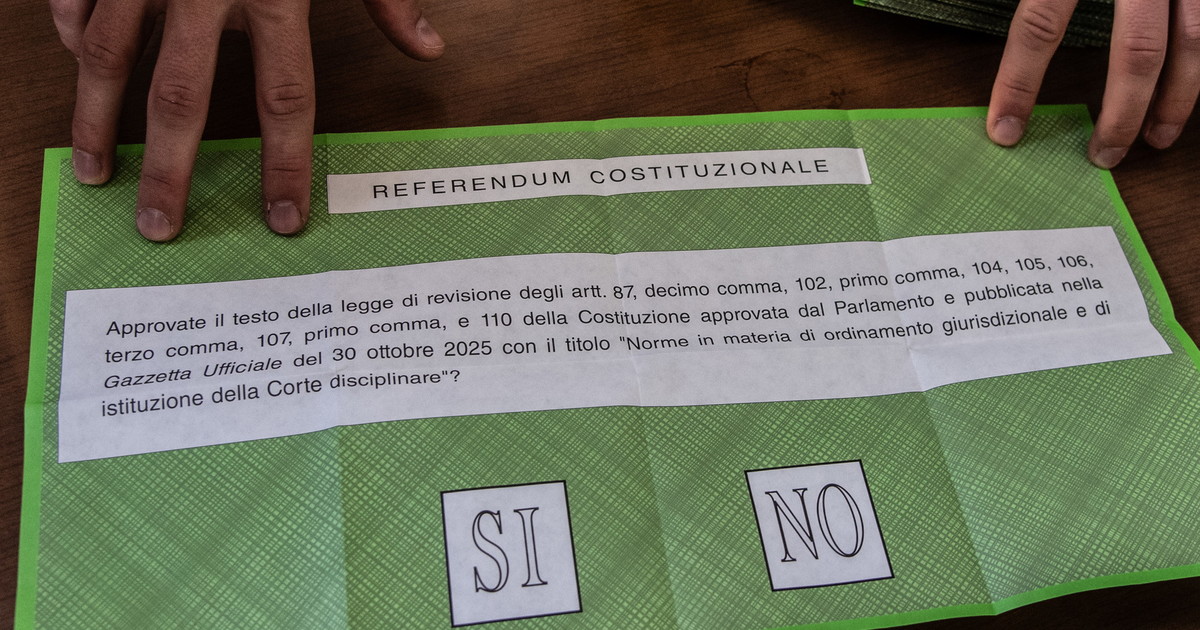 REFERENDUM COSTITUZIONALE
Approvate il testo della legge di revisione degli artt. 87, decimo comma, 102, primo comma, 104, 105, 106,
terzo comma, 107, primo comma, e 110 della Costituzione approvata dal Parlamento e pubblicata nella
Gazzetta Ufficiale del 30 ottobre 2025 con il titolo "Norme in materia di ordinamento giurisdizionale e di
istituzione della Corte disciplinare"?
SI NO